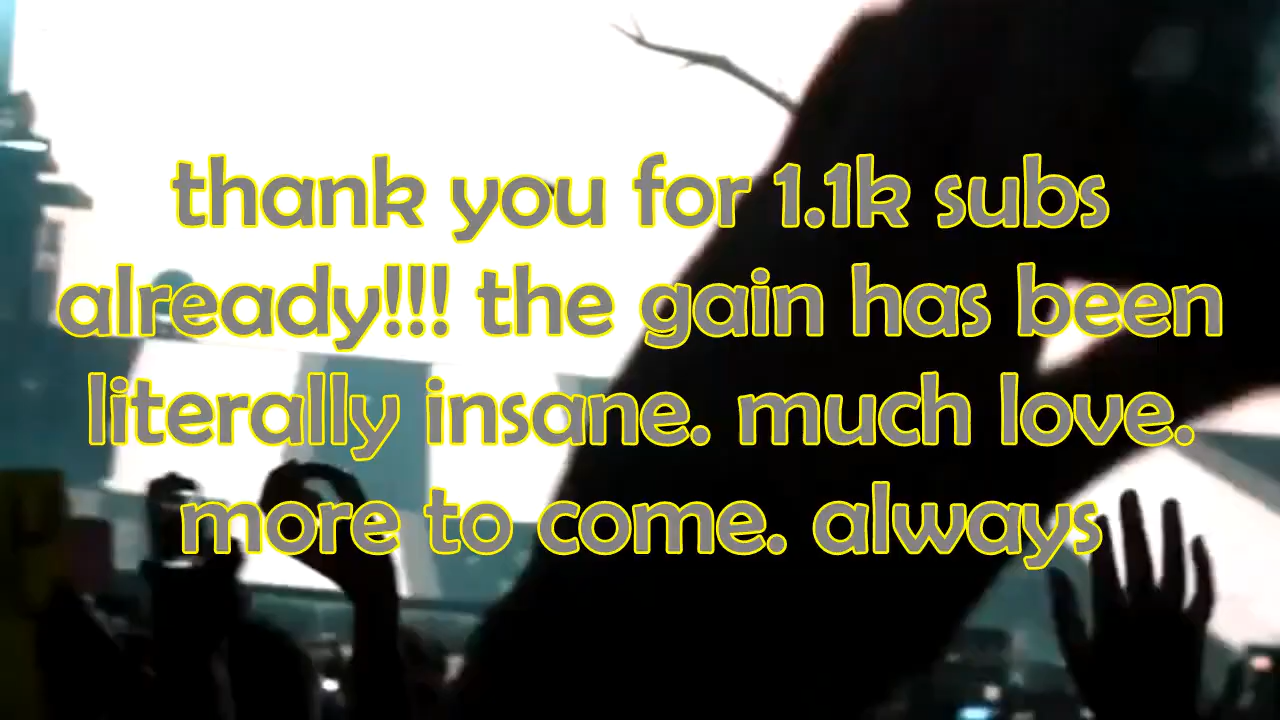 thank you for 1.1k subs
already!!! the gain has been
literally insane. much love.
more to come. always